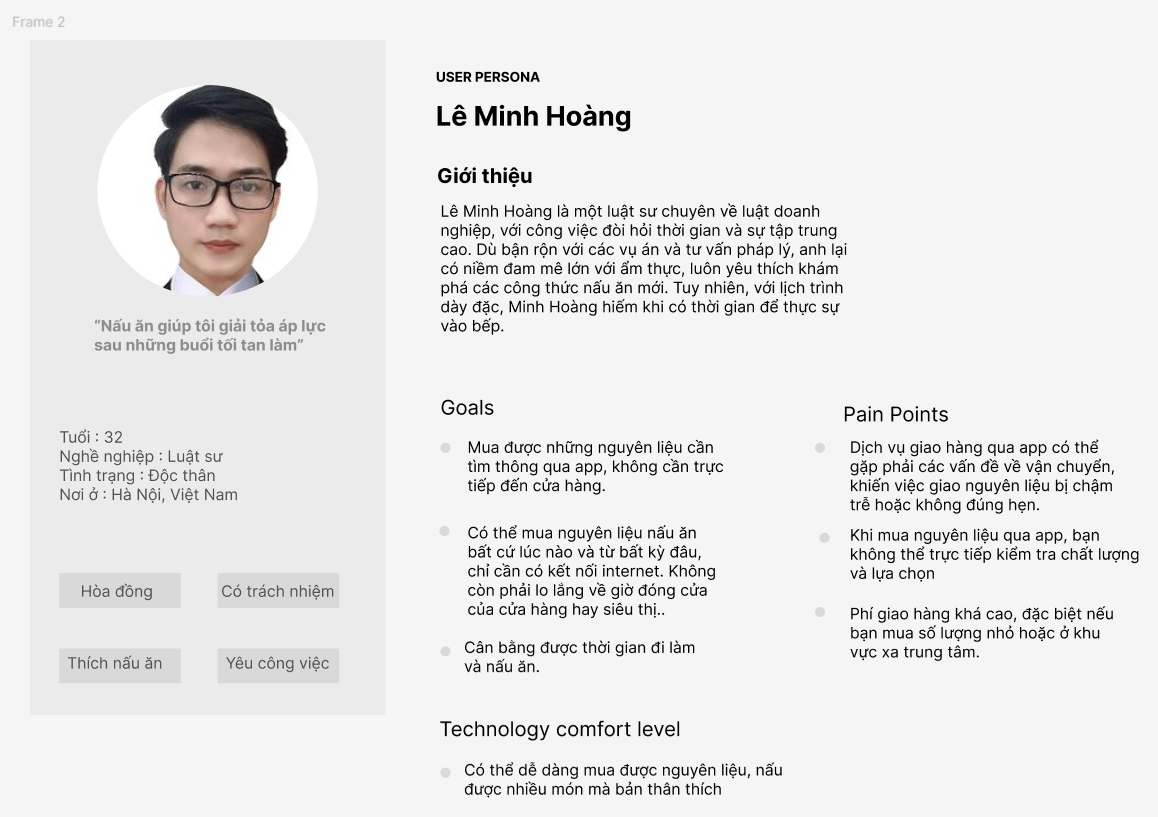 Frame 2
“Nấu ăn giúp tôi giải tỏa áp lực
sau những buổi tối tan làm”
Tuổi : 32
Nghề nghiệp : Luật sư
Tình trạng : Độc thân
Nơi ở : Hà Nội, Việt Nam
Hòa đồng
Có trách nhiệm
Thích nấu ăn
Yêu công việc
USER PERSONA
Lê Minh Hoàng
Giới thiệu
Lê Minh Hoàng là một luật sư chuyên về luật doanh
nghiệp, với công việc đòi hỏi thời gian và sự tập trung
cao. Dù bận rộn với các vụ án và tư vấn pháp lý, anh lại
có niềm đam mê lớn với ẩm thực, luôn yêu thích khám
phá các công thức nấu ăn mới. Tuy nhiên, với lịch trình
dày đặc, Minh Hoàng hiếm khi có thời gian để thực sự
vào bếp.
Goals
Mua được những nguyên liệu cần
tìm thông qua app, không cần trực
tiếp đến cửa hàng.
Có thể mua nguyên liệu nấu ăn
bất cứ lúc nào và từ bất kỳ đâu,
chỉ cần có kết nối internet. Không
còn phải lo lắng về giờ đóng cửa
của cửa hàng hay siêu thị..
Cân bằng được thời gian đi làm
và nấu ăn.
Pain Points
Dịch vụ giao hàng qua app có thể
gặp phải các vấn đề về vận chuyển,
khiến việc giao nguyên liệu bị chậm
trễ hoặc không đúng hẹn.
Khi mua nguyên liệu qua app, bạn
không thể trực tiếp kiểm tra chất lượng
và lựa chọn
Phí giao hàng khá cao, đặc biệt nếu
bạn mua số lượng nhỏ hoặc ở khu
vực xa trung tâm.
Technology comfort level
Có thể dễ dàng mua được nguyên liệu, nấu
được nhiều món mà bản thân thích